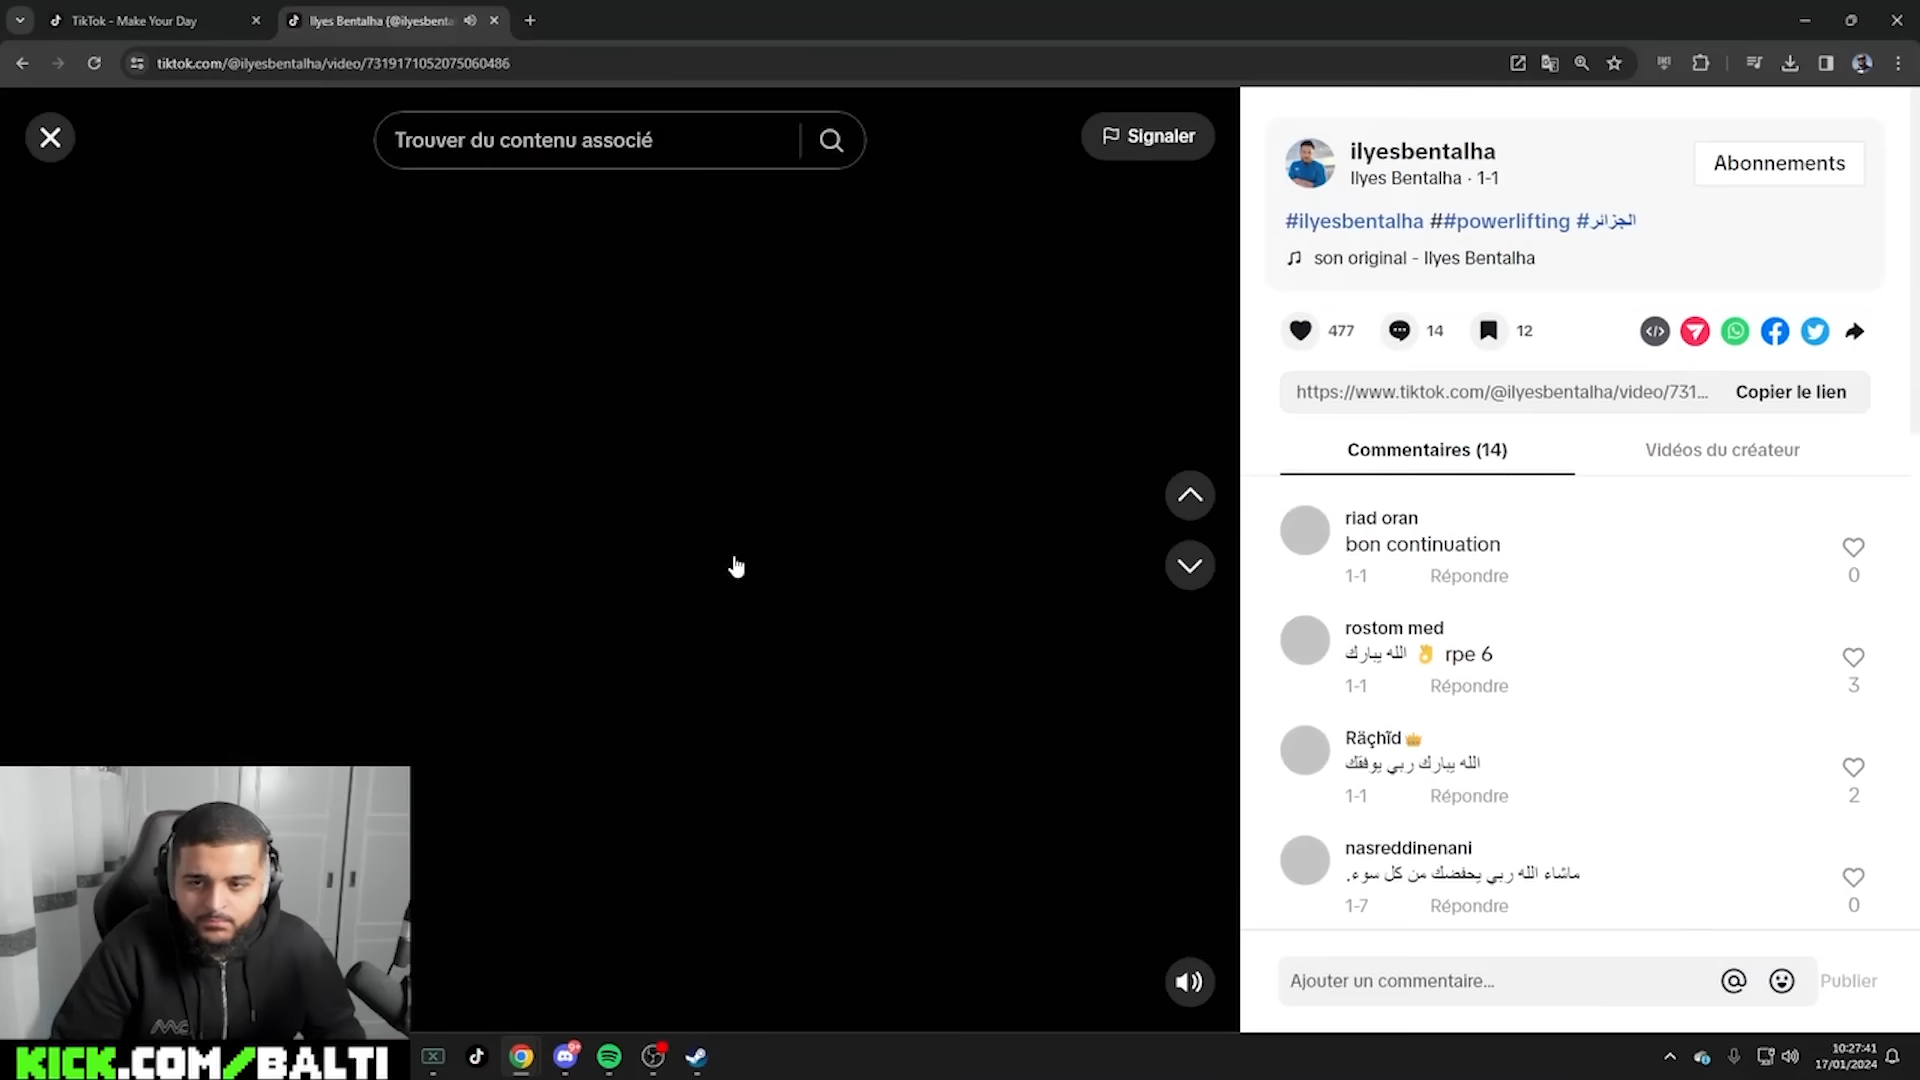 TikTok - Make Your Day
Ilyes Bentalha (@ilyesbenta
tiktok.com/@ilyesbentalha/video/7319171052075060486
Trouver du contenu associé
Signaler
ilyesbentalha
Ilyes Bentalha · 1-1
Abonnements
#ilyesbentalha ##powerlifting #الجزائر
son original - Ilyes Bentalha
477
14
12
https://www.tiktok.com/@ilyesbentalha/video/731...
Copier le lien
Commentaires (14)
Vidéos du créateur
riad oran
bon continuation
1-1 Répondre
0
rostom med
الله يبارك 👌 rpe 6
1-1 Répondre
3
Räçhĩd👑
الله يبارك ربي يوفقك
1-1 Répondre
2
nasreddinenani
ماشاء الله ربي يحفضك من كل سوء.
1-7 Répondre
0
Ajouter un commentaire...
Publier
KICK.COM/BALTI
10:27:41
17/01/2024